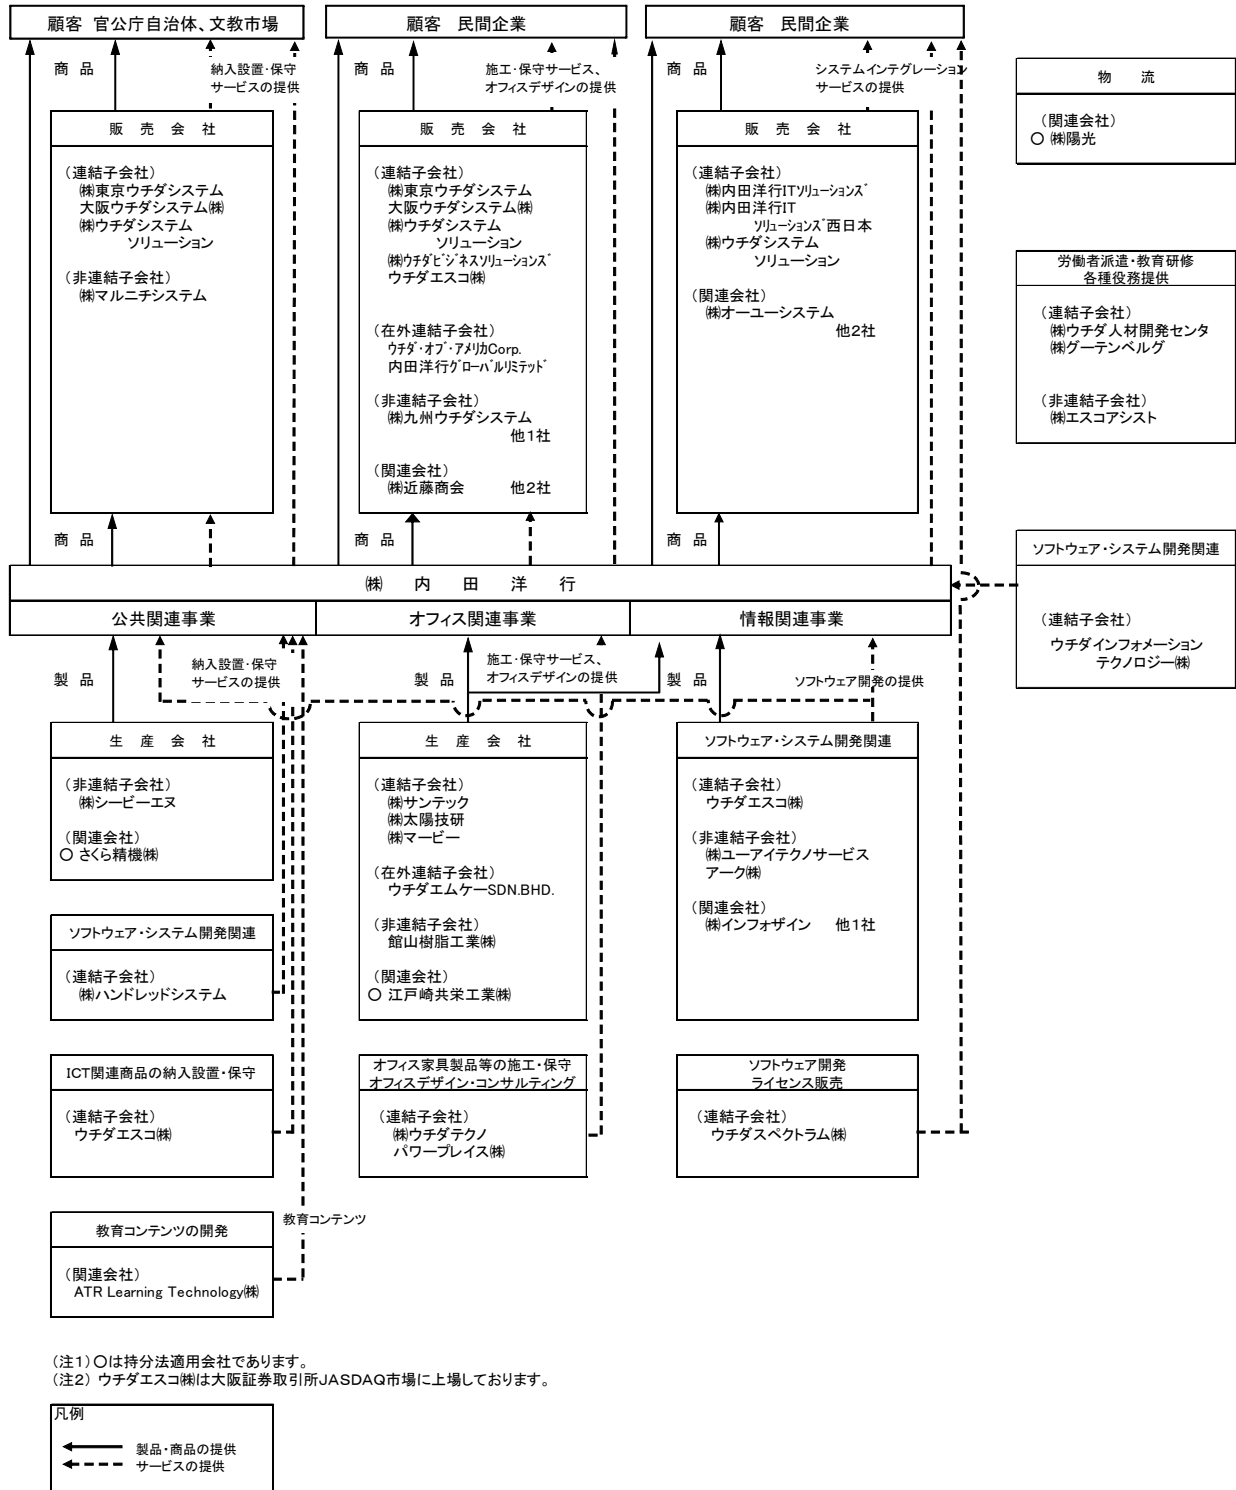 顧客 官公庁自治体、文教市場
顧客　民間企業
顧客　民間企業
商 品
納入設置・保守
サービスの提供
商 品
施工・保守サービス、
オフィスデザインの提供
商 品
システムインテグレーション
サービスの提供
販 売 会 社
(連結子会社)
㈱東京ウチダシステム
大阪ウチダシステム㈱
㈱ウチダシステム
ソリューション
(非連結子会社)
㈱マルニチシステム
販 売 会 社
(連結子会社)
㈱東京ウチダシステム
大阪ウチダシステム㈱
㈱ウチダシステム
ソリューション
㈱ウチダビジネスソリューションズ
ウチダエスコ㈱
(在外連結子会社)
ウチダ・オブ・アメリカCorp.
内田洋行グローバルリミテッド
(非連結子会社)
㈱九州ウチダシステム
他1社
(関連会社)
㈱近藤商会　他2社
販 売 会 社
(連結子会社)
㈱内田洋行ITソリューションズ
㈱内田洋行IT
ソリューションズ西日本
㈱ウチダシステム
ソリューション
(関連会社)
㈱オーユーシステム
他2社
物　流
(関連会社)
○ ㈱陽光
労働者派遣・教育研修
各種役務提供
(連結子会社)
㈱ウチダ人材開発センタ
㈱グーテンベルグ
(非連結子会社)
㈱エスコアシスト
商 品
商 品
商 品
㈱ 内 田 洋 行
公共関連事業
オフィス関連事業
情報関連事業
ソフトウェア・システム開発関連
(連結子会社)
ウチダインフォメーション
テクノロジー㈱
製 品
納入設置・保守
サービスの提供
製 品
施工・保守サービス、
オフィスデザインの提供
製 品
ソフトウェア開発の提供
生 産 会 社
(非連結子会社)
㈱シービーエヌ
(関連会社)
○ さくら精機㈱
生 産 会 社
(連結子会社)
㈱サンテック
㈱太陽技研
㈱マービー
(在外連結子会社)
ウチダエムケーSDN.BHD.
(非連結子会社)
館山樹脂工業㈱
(関連会社)
○ 江戸崎共栄工業㈱
ソフトウェア・システム開発関連
(連結子会社)
ウチダエスコ㈱
(非連結子会社)
㈱ユーアイテクノサービス
アーク㈱
(関連会社)
㈱インフォザイン　他1社
ソフトウェア・システム開発関連
(連結子会社)
㈱ハンドレッドシステム
ICT関連商品の納入設置・保守
(連結子会社)
ウチダエスコ㈱
オフィス家具製品等の施工・保守
オフィスデザイン・コンサルティング
(連結子会社)
㈱ウチダテクノ
パワープレイス㈱
ソフトウェア開発
ライセンス販売
(連結子会社)
ウチダスペクトラム㈱
教育コンテンツの開発
(関連会社)
ATR Learning Technology㈱
教育コンテンツ
(注1)○は持分法適用会社であります。
(注2) ウチダエスコ㈱は大阪証券取引所JASDAQ市場に上場しております。
凡例
製品・商品の提供
サービスの提供